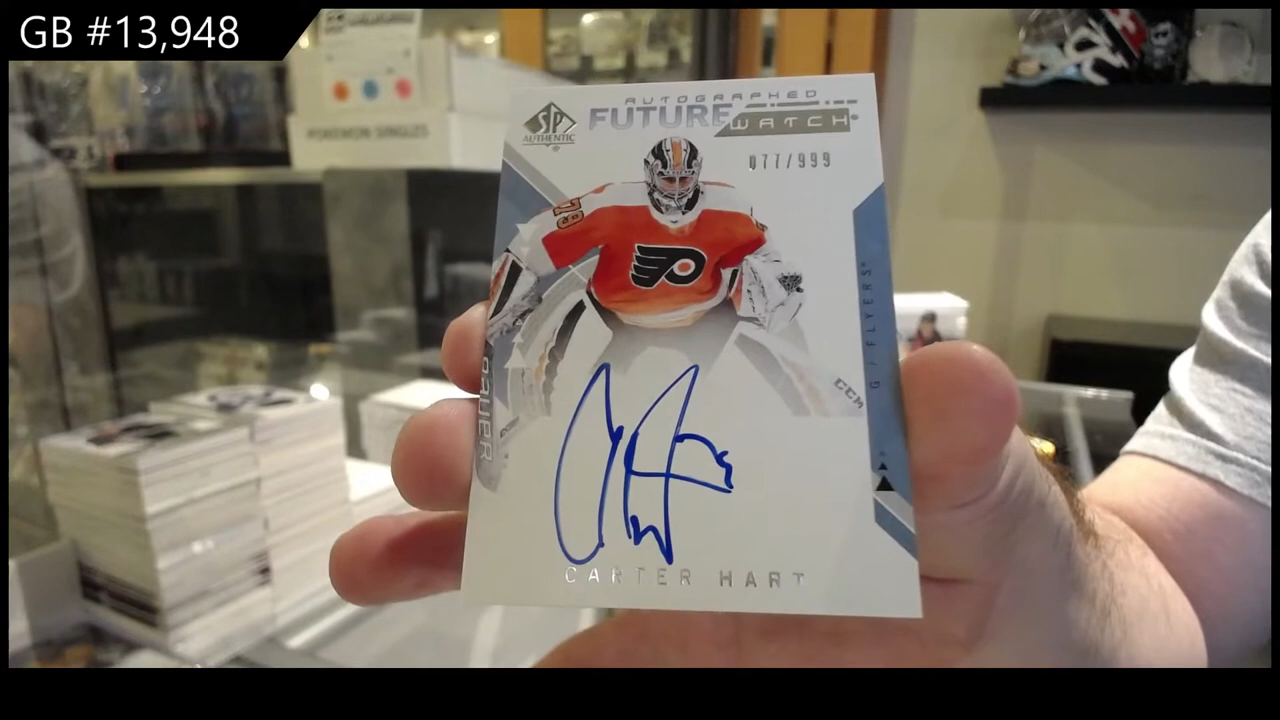 GB #13,948
POKEMON SINGLES
AUTOGRAPHED
SP
AUTHENTIC
FUTURE
WATCH
077/999
79
G / FLYERS
BAUER
CCM
CARTER HART